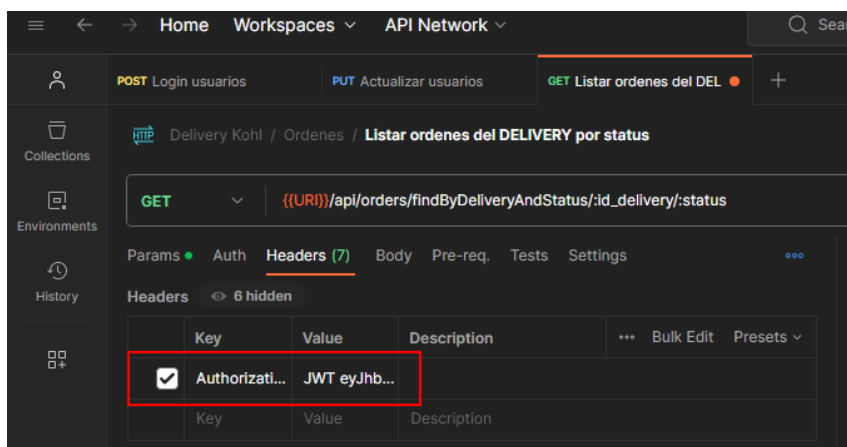 Home Workspaces API Network Sea
POST Login usuarios PUT Actualizar usuarios GET Listar ordenes del DEL
HTTP Delivery Kohl / Ordenes / Listar ordenes del DELIVERY por status
Collections
GET {{URI}}/api/orders/findByDeliveryAndStatus/:id_delivery/:status
Environments
Params Auth Headers (7) Body Pre-req. Tests Settings
History
Headers 6 hidden
Key Value Description Bulk Edit Presets
Authorizati... JWT eyJhb...
Key Value Description